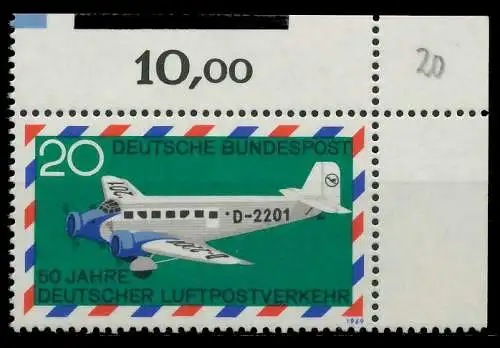 10,00
20
20 DEUTSCHE BUNDESPOST
D-2201
50 JAHRE
DEUTSCHER LUFTPOSTVERKEHR
1969